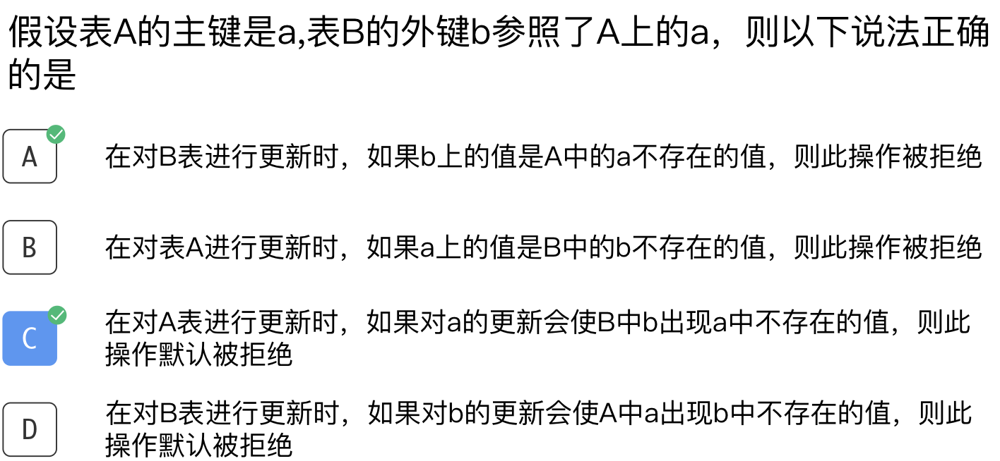 假设表A的主键是a,表B的外键b参照了A上的a，则以下说法正确
的是
A 在对B表进行更新时，如果b上的值是A中的a不存在的值，则此操作被拒绝
B 在对表A进行更新时，如果a上的值是B中的b不存在的值，则此操作被拒绝
C 在对A表进行更新时，如果对a的更新会使B中b出现a中不存在的值，则此
操作默认被拒绝
D 在对B表进行更新时，如果对b的更新会使A中a出现b中不存在的值，则此
操作默认被拒绝